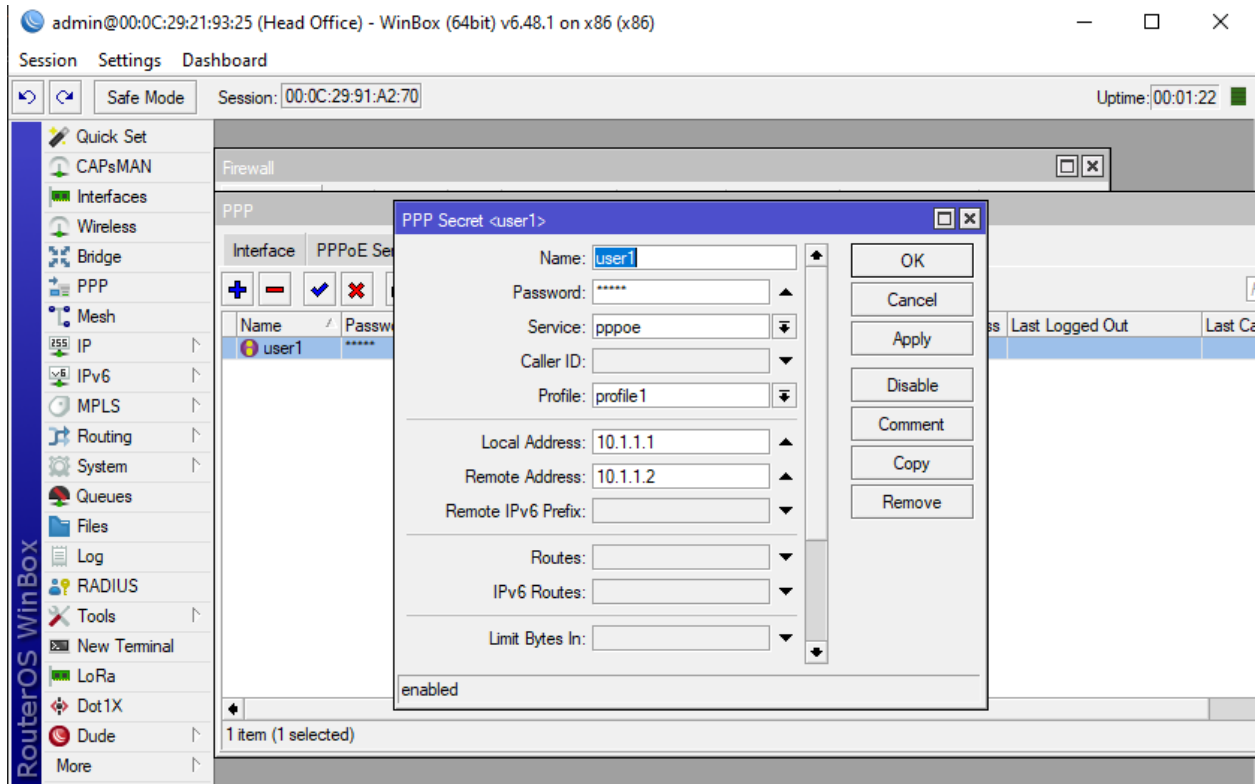 admin@00:0C:29:21:93:25 (Head Office) - WinBox (64bit) v6.48.1 on x86 (x86)
Session Settings Dashboard
Safe Mode Session: 00:0C:29:91:A2:70 Uptime: 00:01:22
Quick Set
CAPsMAN
Interfaces
Wireless
Bridge
PPP
Mesh
255 IP
v6 IPv6
MPLS
Routing
System
Queues
Files
Log
RADIUS
Tools
New Terminal
LoRa
Dot1X
Dude
More
RouterOS WinBox
Firewall
PPP
Interface PPPoE Se
Name Passw ss Last Logged Out Last Ca
user1 *****
1 item (1 selected)
PPP Secret <user1>
Name: user1
Password: *****
Service: pppoe
Caller ID:
Profile: profile1
Local Address: 10.1.1.1
Remote Address: 10.1.1.2
Remote IPv6 Prefix:
Routes:
IPv6 Routes:
Limit Bytes In:
enabled
OK
Cancel
Apply
Disable
Comment
Copy
Remove